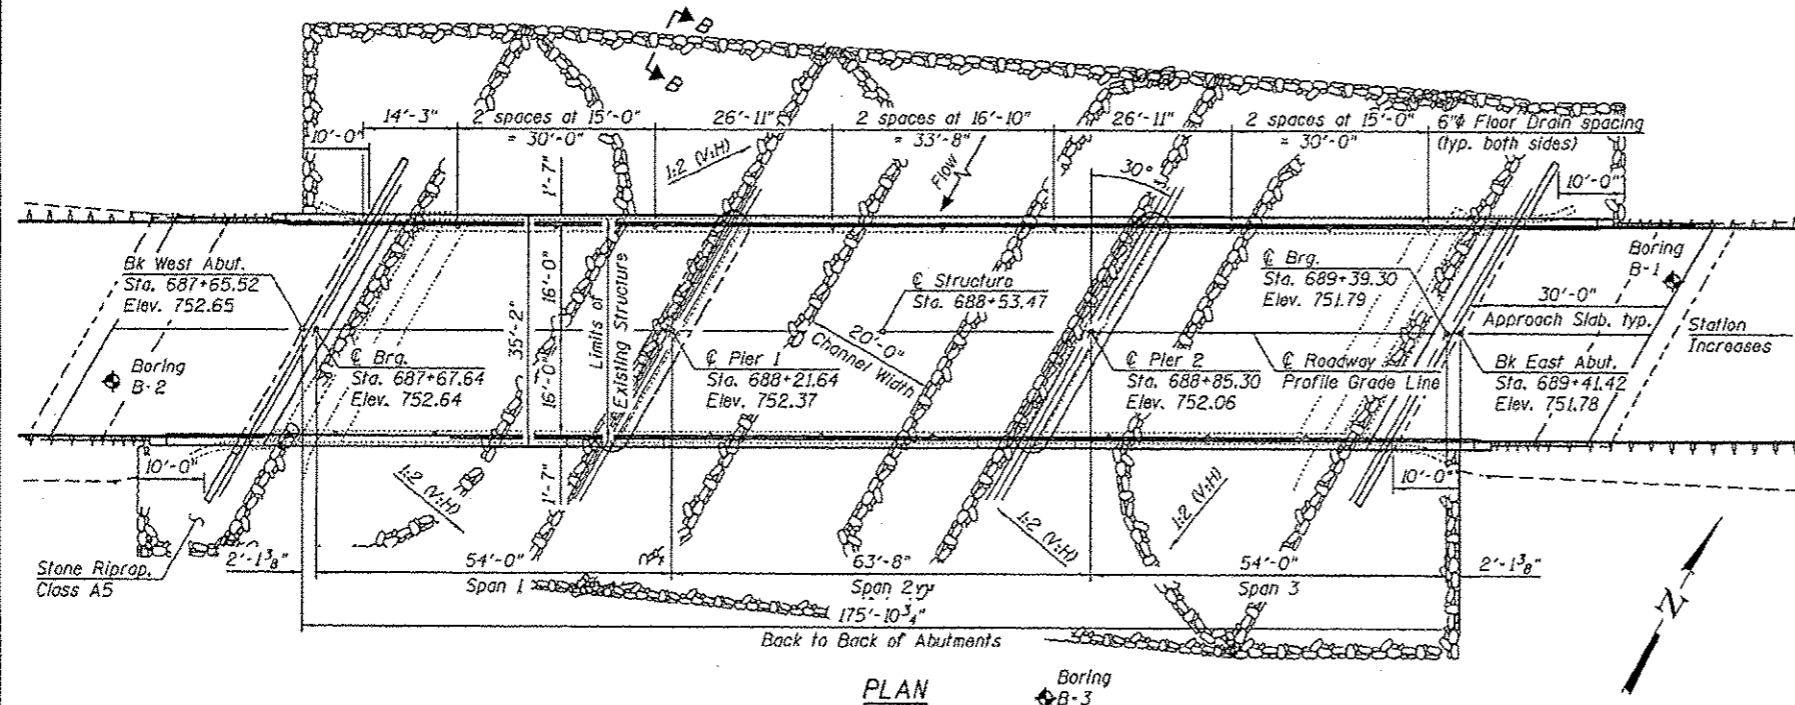 B
B
14'-3"
2 spaces at 15'-0"
= 30'-0"
26'-11"
2 spaces at 16'-10"
= 33'-8"
26'-11"
2 spaces at 15'-0"
= 30'-0"
6"φ Floor Drain spacing
(typ. both sides)
10'-0"
1'-7"
1:2 (V:H)
Flow
30°
10'-0"
Bk West Abut.
Sta. 687+65.52
Elev. 752.65
16'-0"
35'-2"
16'-0"
Limits of
Existing Structure
℄ Structure
Sta. 688+53.47
℄ Brg.
Sta. 689+39.30
Elev. 751.79
Boring
B-1
30'-0"
Approach Slab, typ.
Station
Increases
Boring
B-2
℄ Brg.
Sta. 687+67.64
Elev. 752.64
℄ Pier 1
Sta. 688+21.64
Elev. 752.37
20'-0"
Channel Width
℄ Pier 2
Sta. 688+85.30
Elev. 752.06
℄ Roadway
Profile Grade Line
Bk East Abut.
Sta. 689+41.42
Elev. 751.78
10'-0"
1:2 (V:H)
1'-7"
1:2 (V:H)
1:2 (V:H)
10'-0"
Stone Riprap,
Class A5
2'-1 3/8"
54'-0"
Span 1
63'-8"
Span 2
54'-0"
Span 3
2'-1 3/8"
175'-10 3/4"
Back to Back of Abutments
PLAN
Boring
B-3
N